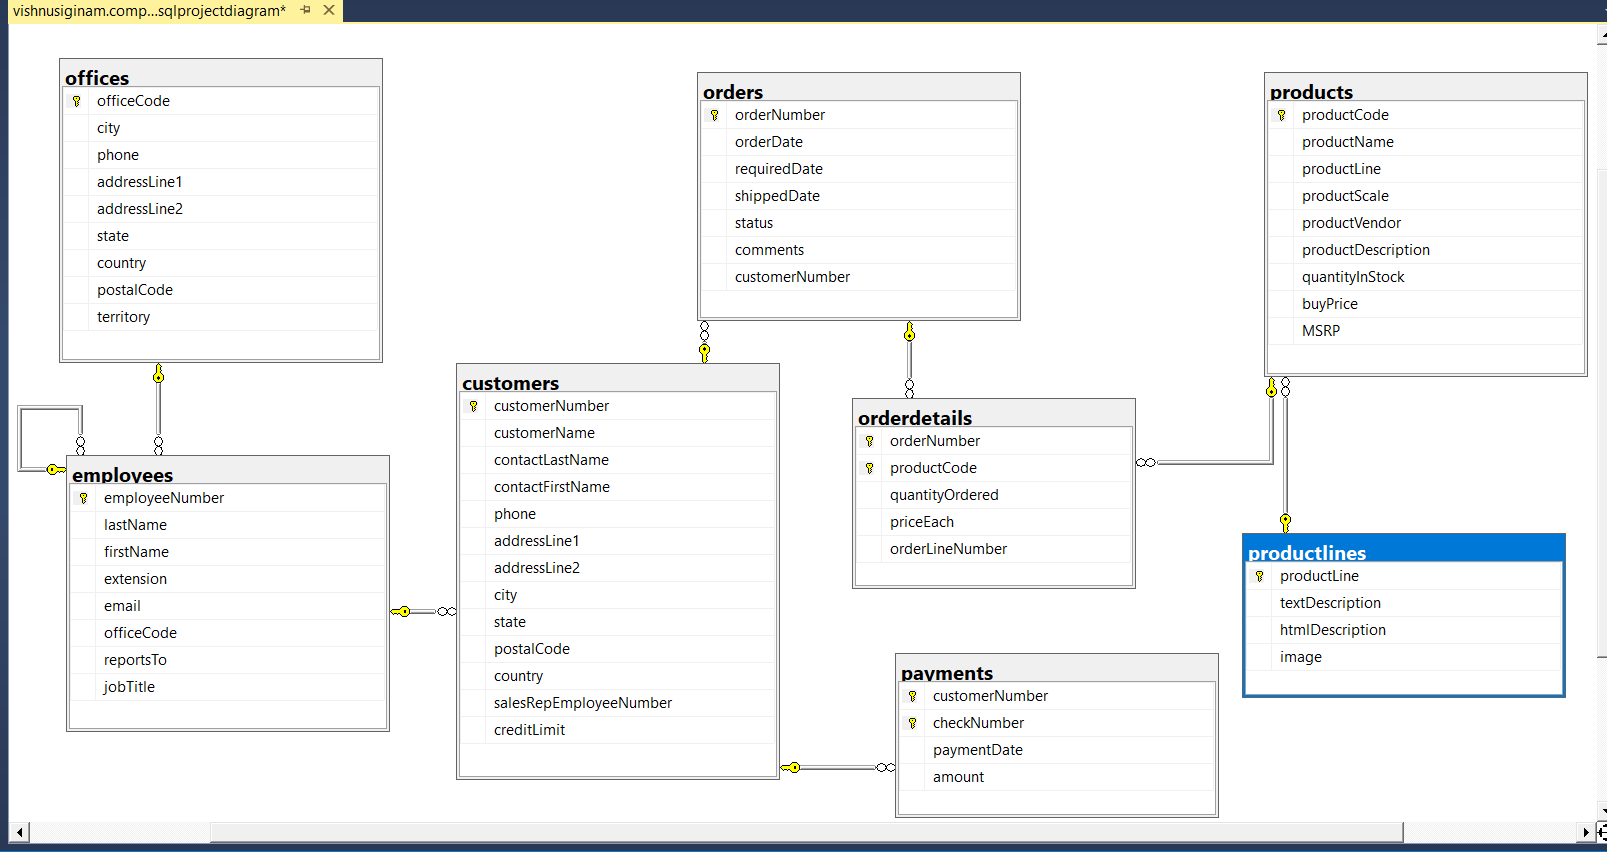 vishnusiginam.comp...sqlprojectdiagram*
offices
officeCode
city
phone
addressLine1
addressLine2
state
country
postalCode
territory
orders
orderNumber
orderDate
requiredDate
shippedDate
status
comments
customerNumber
products
productCode
productName
productLine
productScale
productVendor
productDescription
quantityInStock
buyPrice
MSRP
employees
employeeNumber
lastName
firstName
extension
email
officeCode
reportsTo
jobTitle
customers
customerNumber
customerName
contactLastName
contactFirstName
phone
addressLine1
addressLine2
city
state
postalCode
country
salesRepEmployeeNumber
creditLimit
orderdetails
orderNumber
productCode
quantityOrdered
priceEach
orderLineNumber
productlines
productLine
textDescription
htmlDescription
image
payments
customerNumber
checkNumber
paymentDate
amount